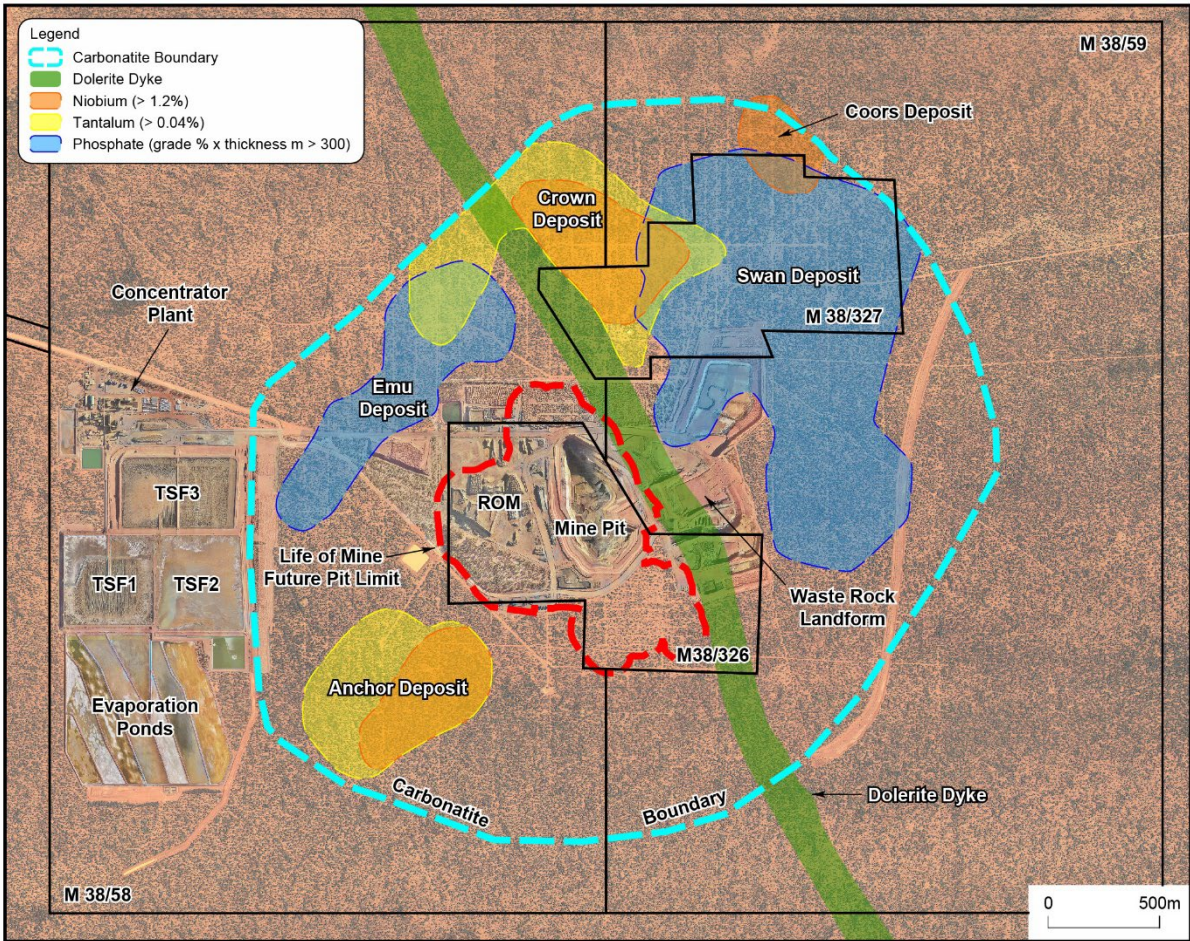 Legend
Carbonatite Boundary
Dolerite Dyke
Niobium (> 1.2%)
Tantalum (> 0.04%)
Phosphate (grade % x thickness m > 300)
M 38/59
Coors Deposit
Crown
Deposit
Swan Deposit
M 38/327
Concentrator
Plant
Emu
Deposit
TSF3
ROM
Mine Pit
Life of Mine
Future Pit Limit
TSF1
TSF2
Waste Rock
Landform
M38/326
Anchor Deposit
Evaporation
Ponds
Carbonatite
Boundary
Dolerite Dyke
M 38/58
0
500m